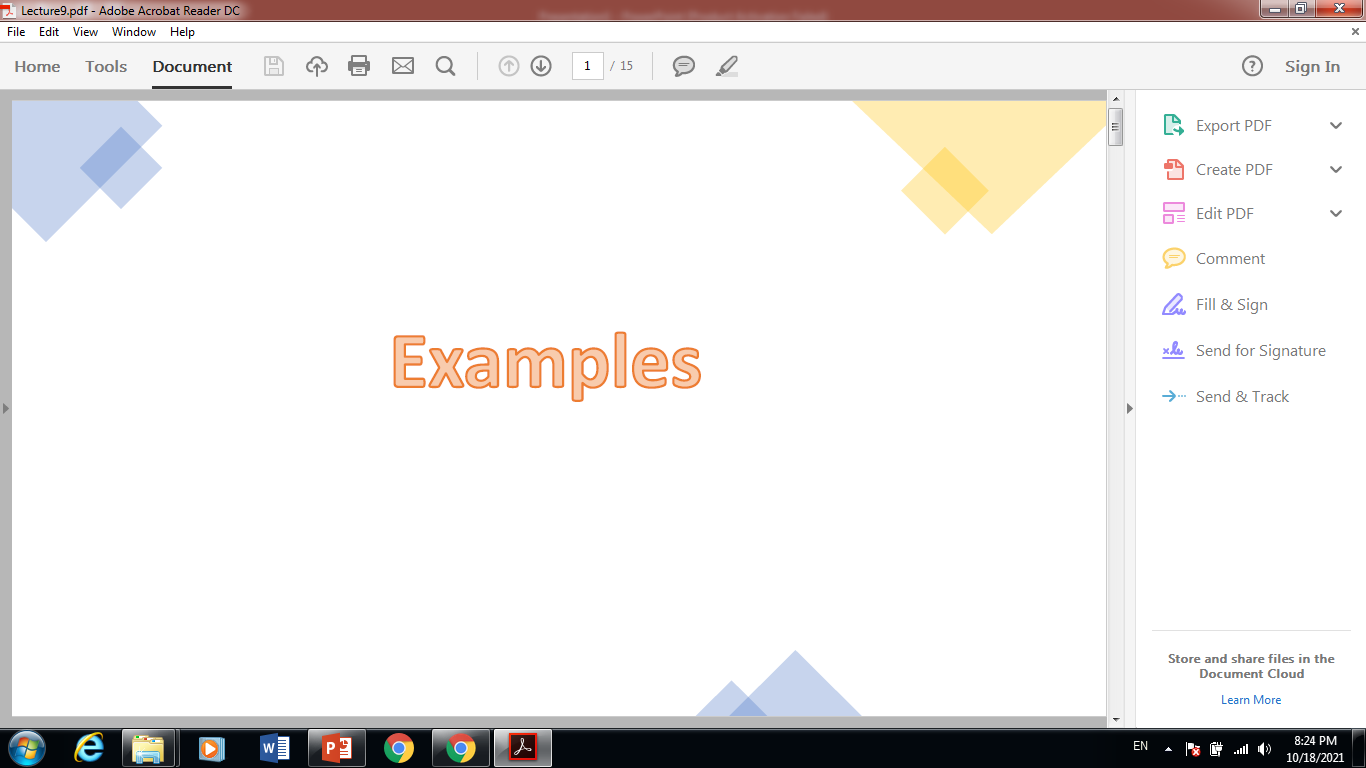 Lecture9.pdf - Adobe Acrobat Reader DC
File Edit View Window Help
Home Tools Document 1 / 15 Sign In
Export PDF
Create PDF
Edit PDF
Comment
Fill & Sign
Send for Signature
Send & Track
Examples
Store and share files in the
Document Cloud
Learn More
EN
8:24 PM
10/18/2021